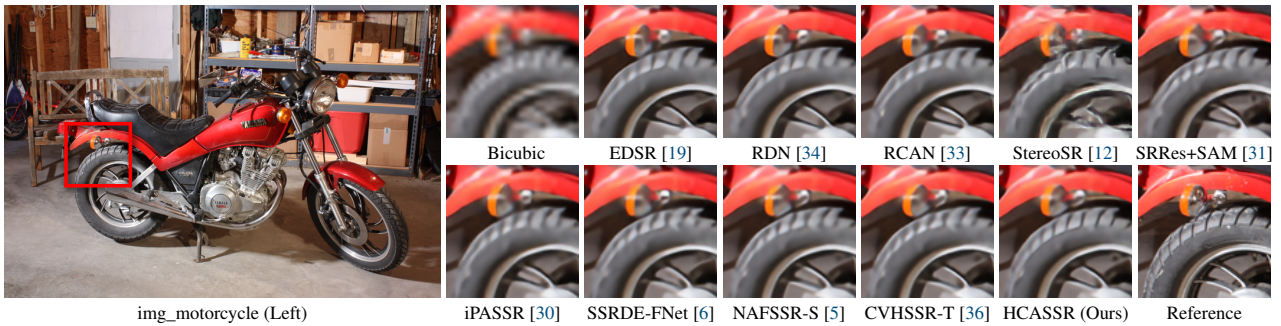 YAMAHA
Bicubic EDSR [19] RDN [34] RCAN [33] StereoSR [12] SRRes+SAM [31]
img_motorcycle (Left) iPASSR [30] SSRDE-FNet [6] NAFSSR-S [5] CVHSSR-T [36] HCASSR (Ours) Reference